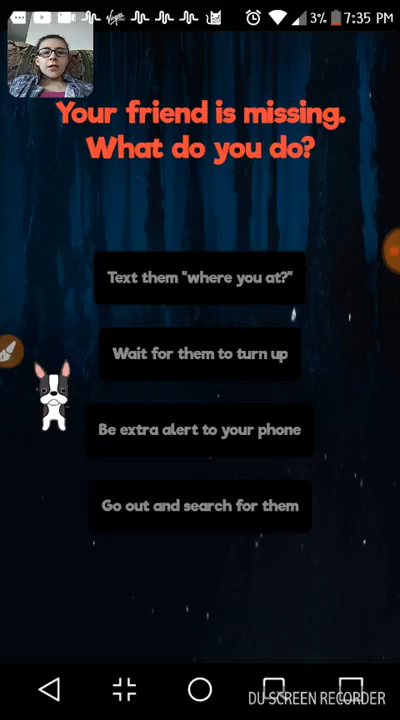 Virgin
3% 7:35 PM
Your friend is missing.
What do you do?
Text them "where you at?"
Wait for them to turn up
Be extra alert to your phone
Go out and search for them
DU SCREEN RECORDER